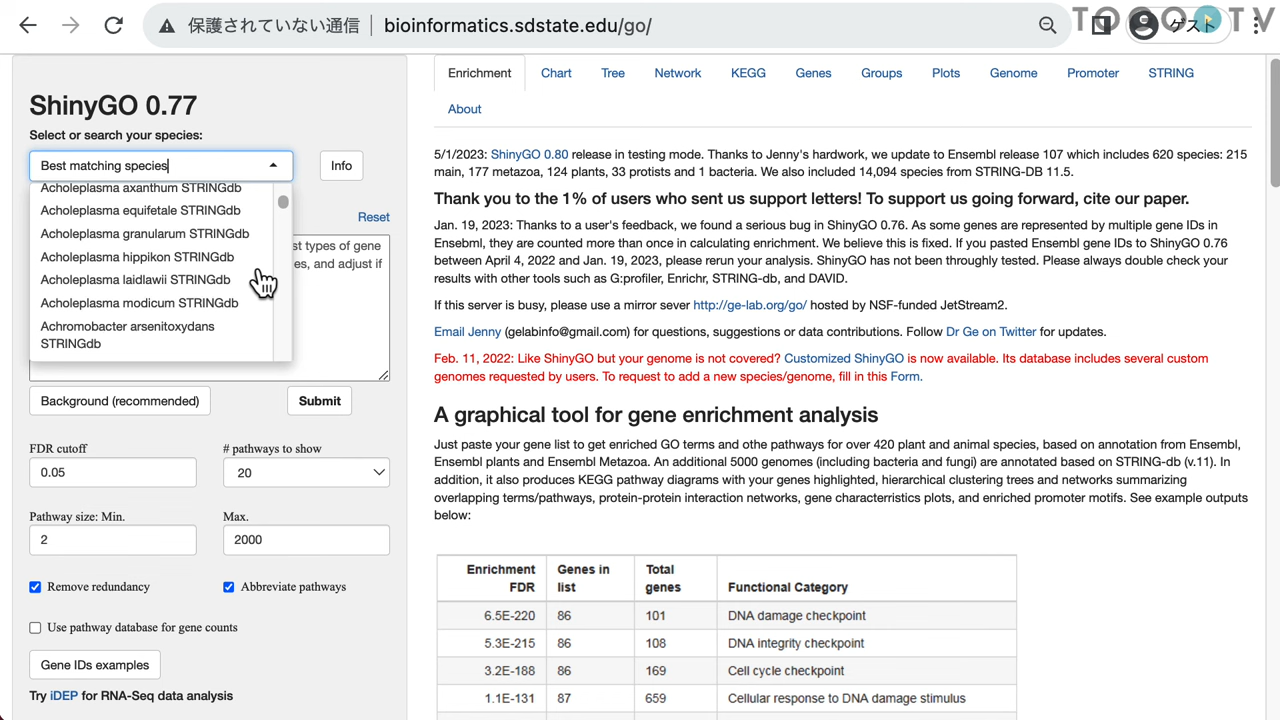 保護されていない通信 bioinformatics.sdstate.edu/go/
TOGO TV
ゲスト
ShinyGO 0.77
Select or search your species:
Best matching species
Info
Acholeplasma axanthum STRINGdb
Acholeplasma equifetale STRINGdb
Acholeplasma granularum STRINGdb
Acholeplasma hippikon STRINGdb
Acholeplasma laidlawii STRINGdb
Acholeplasma modicum STRINGdb
Achromobacter arsenitoxydans
STRINGdb
Reset
st types of gene
es, and adjust if
Background (recommended)
Submit
FDR cutoff
# pathways to show
0.05
20
Pathway size: Min.
Max.
2
2000
Remove redundancy
Abbreviate pathways
Use pathway database for gene counts
Gene IDs examples
Try iDEP for RNA-Seq data analysis
Enrichment Chart Tree Network KEGG Genes Groups Plots Genome Promoter STRING
About
5/1/2023: ShinyGO 0.80 release in testing mode. Thanks to Jenny's hardwork, we update to Ensembl release 107 which includes 620 species: 215
main, 177 metazoa, 124 plants, 33 protists and 1 bacteria. We also included 14,094 species from STRING-DB 11.5.
Thank you to the 1% of users who sent us support letters! To support us going forward, cite our paper.
Jan. 19, 2023: Thanks to a user's feedback, we found a serious bug in ShinyGO 0.76. As some genes are represented by multiple gene IDs in
Ensebml, they are counted more than once in calculating enrichment. We believe this is fixed. If you pasted Ensembl gene IDs to ShinyGO 0.76
between April 4, 2022 and Jan. 19, 2023, please rerun your analysis. ShinyGO has not been throughly tested. Please always double check your
results with other tools such as G:profiler, Enrichr, STRING-db, and DAVID.
If this server is busy, please use a mirror sever http://ge-lab.org/go/ hosted by NSF-funded JetStream2.
Email Jenny (gelabinfo@gmail.com) for questions, suggestions or data contributions. Follow Dr Ge on Twitter for updates.
Feb. 11, 2022: Like ShinyGO but your genome is not covered? Customized ShinyGO is now available. Its database includes several custom
genomes requested by users. To request to add a new species/genome, fill in this Form.
A graphical tool for gene enrichment analysis
Just paste your gene list to get enriched GO terms and othe pathways for over 420 plant and animal species, based on annotation from Ensembl,
Ensembl plants and Ensembl Metazoa. An additional 5000 genomes (including bacteria and fungi) are annotated based on STRING-db (v.11). In
addition, it also produces KEGG pathway diagrams with your genes highlighted, hierarchical clustering trees and networks summarizing
overlapping terms/pathways, protein-protein interaction networks, gene characterristics plots, and enriched promoter motifs. See example outputs
below:
Enrichment FDR Genes in list Total genes Functional Category
6.5E-220 86 101 DNA damage checkpoint
5.3E-215 86 108 DNA integrity checkpoint
3.2E-188 86 169 Cell cycle checkpoint
1.1E-131 87 659 Cellular response to DNA damage stimulus